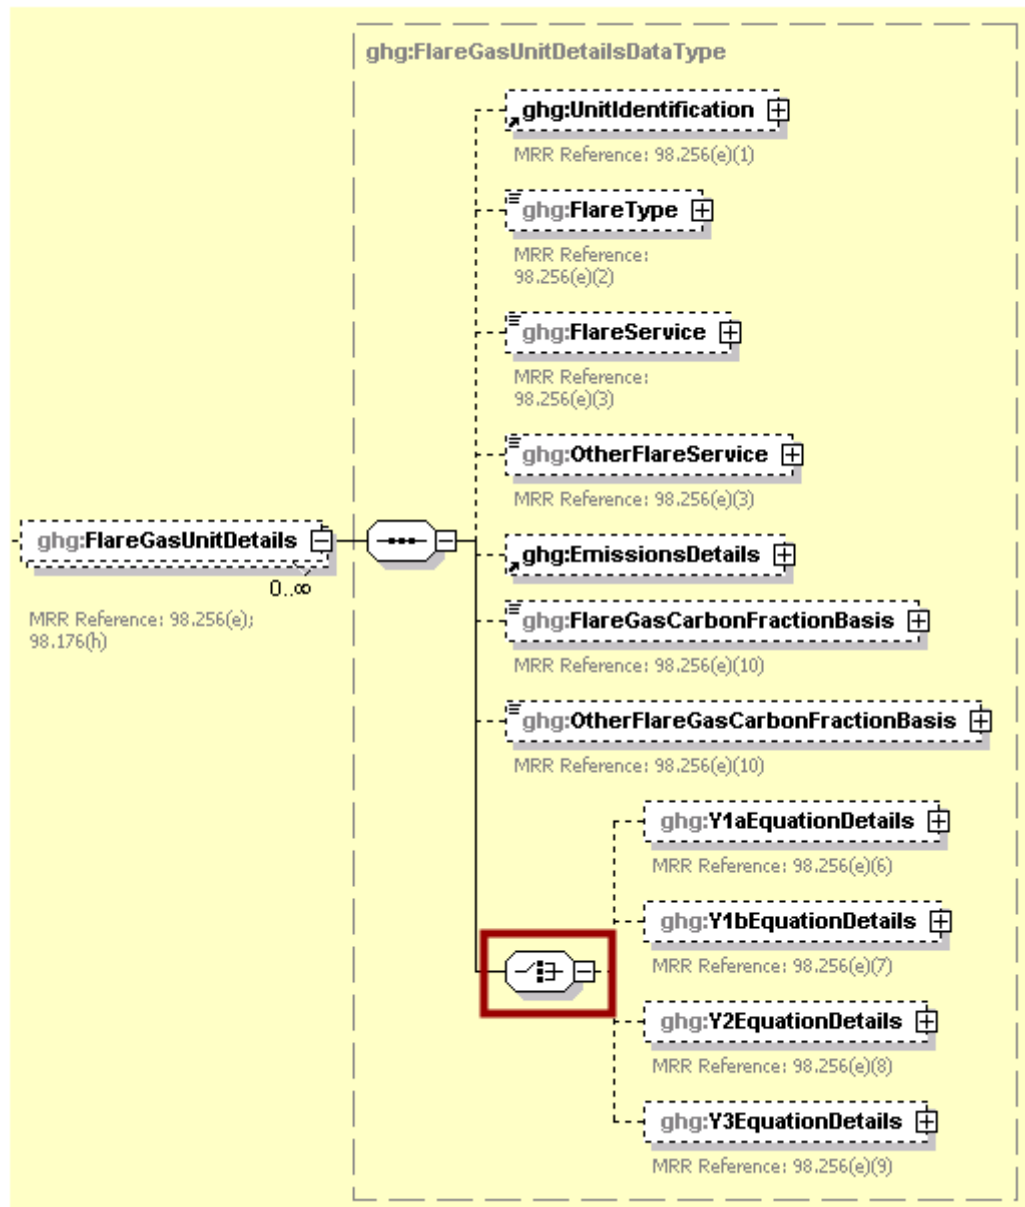 ghg:FlareGasUnitDetailsDataType
ghg:UnitIdentification
MRR Reference: 98.256(e)(1)
ghg:FlareType
MRR Reference:
98.256(e)(2)
ghg:FlareService
MRR Reference:
98.256(e)(3)
ghg:OtherFlareService
MRR Reference: 98.256(e)(3)
ghg:FlareGasUnitDetails
0..∞
MRR Reference: 98.256(e);
98.176(h)
ghg:EmissionsDetails
ghg:FlareGasCarbonFractionBasis
MRR Reference: 98.256(e)(10)
ghg:OtherFlareGasCarbonFractionBasis
MRR Reference: 98.256(e)(10)
ghg:Y1aEquationDetails
MRR Reference: 98.256(e)(6)
ghg:Y1bEquationDetails
MRR Reference: 98.256(e)(7)
ghg:Y2EquationDetails
MRR Reference: 98.256(e)(8)
ghg:Y3EquationDetails
MRR Reference: 98.256(e)(9)